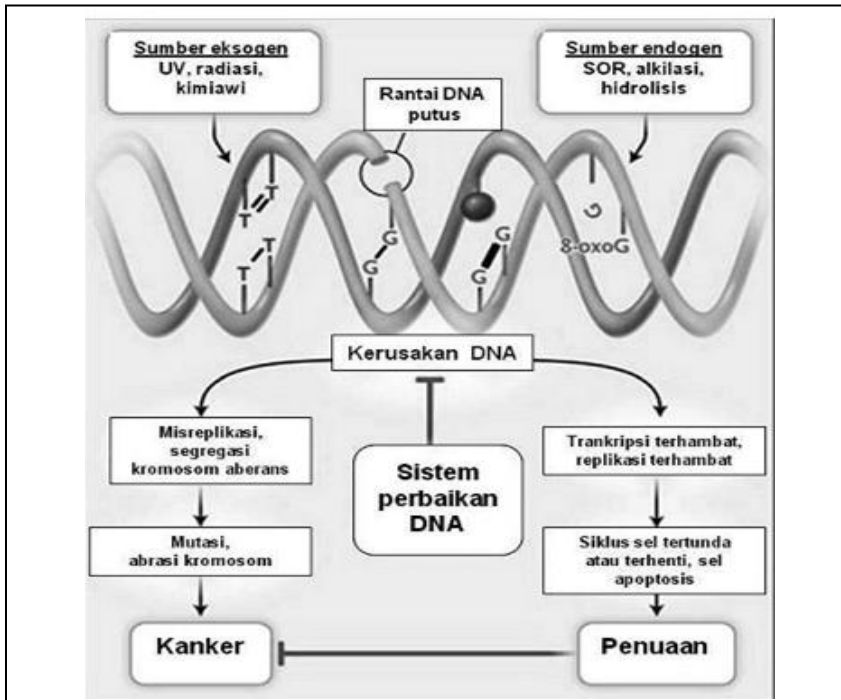 Sumber eksogen
UV, radiasi,
kimiawi
Sumber endogen
SOR, alkilasi,
hidrolisis
Rantai DNA
putus
T
T
T
T
G
G
G
G
8-oxoG
Kerusakan DNA
Misreplikasi,
segregasi
kromosom aberans
Trankripsi terhambat,
replikasi terhambat
Sistem
perbaikan
DNA
Mutasi,
abrasi kromosom
Siklus sel tertunda
atau terhenti, sel
apoptosis
Kanker
Penuaan